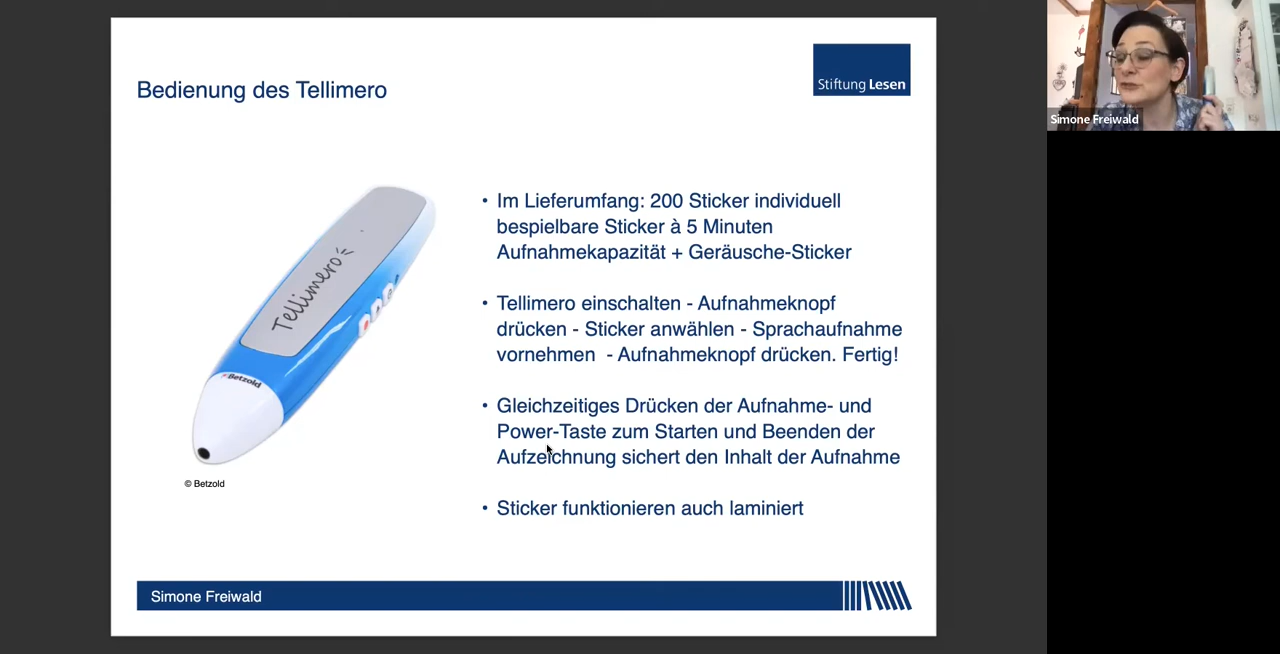 Bedienung des Tellimero
Stiftung Lesen
Tellimero
Betzold
© Betzold
• Im Lieferumfang: 200 Sticker individuell
bespielbare Sticker à 5 Minuten
Aufnahmekapazität + Geräusche-Sticker
• Tellimero einschalten - Aufnahmeknopf
drücken - Sticker anwählen - Sprachaufnahme
vornehmen - Aufnahmeknopf drücken. Fertig!
• Gleichzeitiges Drücken der Aufnahme- und
Power-Taste zum Starten und Beenden der
Aufzeichnung sichert den Inhalt der Aufnahme
• Sticker funktionieren auch laminiert
Simone Freiwald
Simone Freiwald